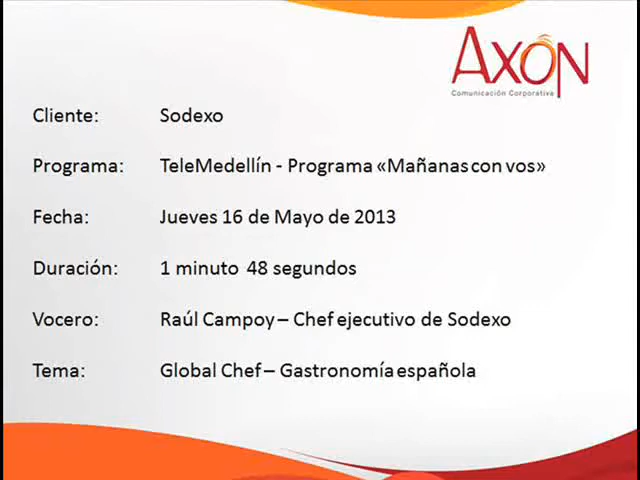 AXÓN
Comunicación Corporativa
Cliente: Sodexo
Programa: TeleMedellín - Programa «Mañanas con vos»
Fecha: Jueves 16 de Mayo de 2013
Duración: 1 minuto 48 segundos
Vocero: Raúl Campoy – Chef ejecutivo de Sodexo
Tema: Global Chef – Gastronomía española